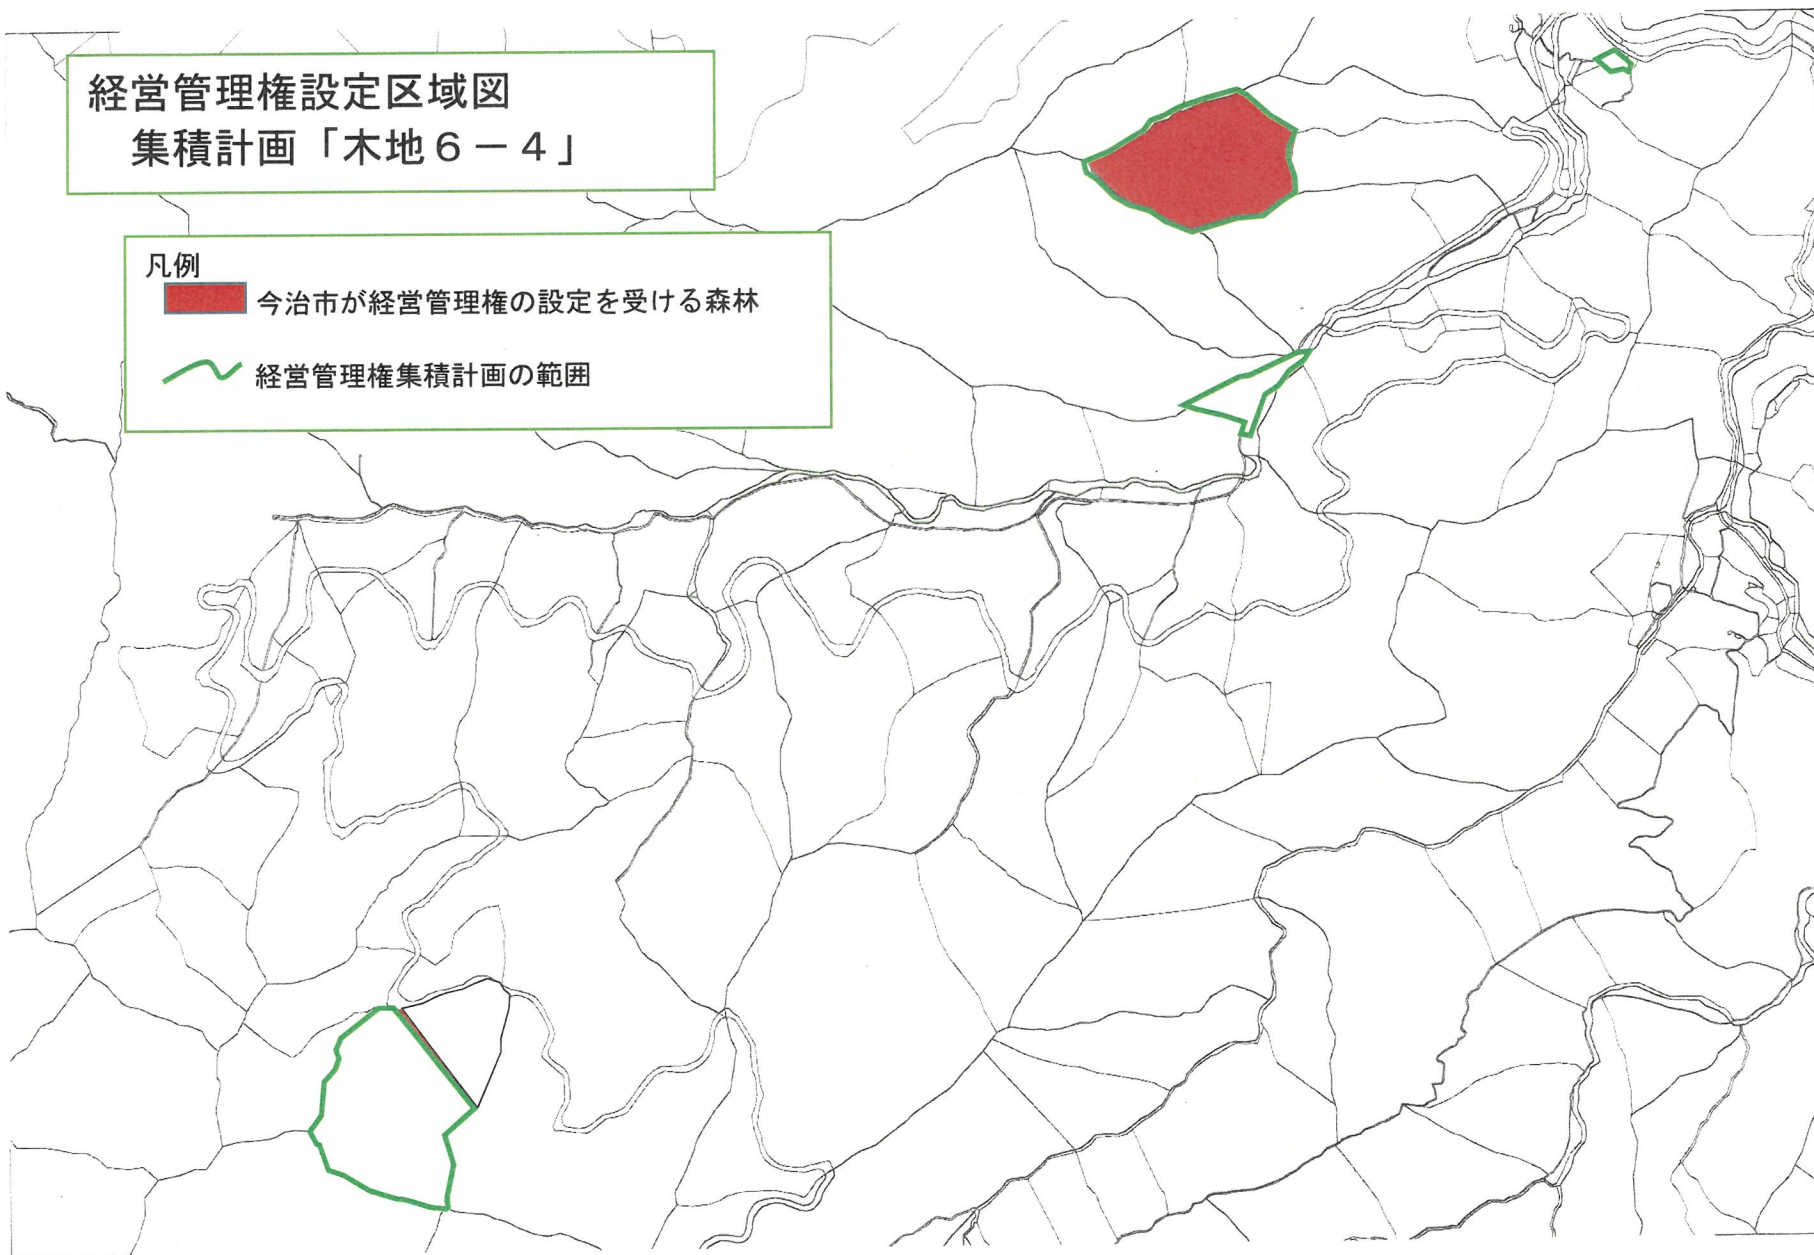 経営管理権設定区域図
集積計画「木地６－４」
凡例
今治市が経営管理権の設定を受ける森林
経営管理権集積計画の範囲